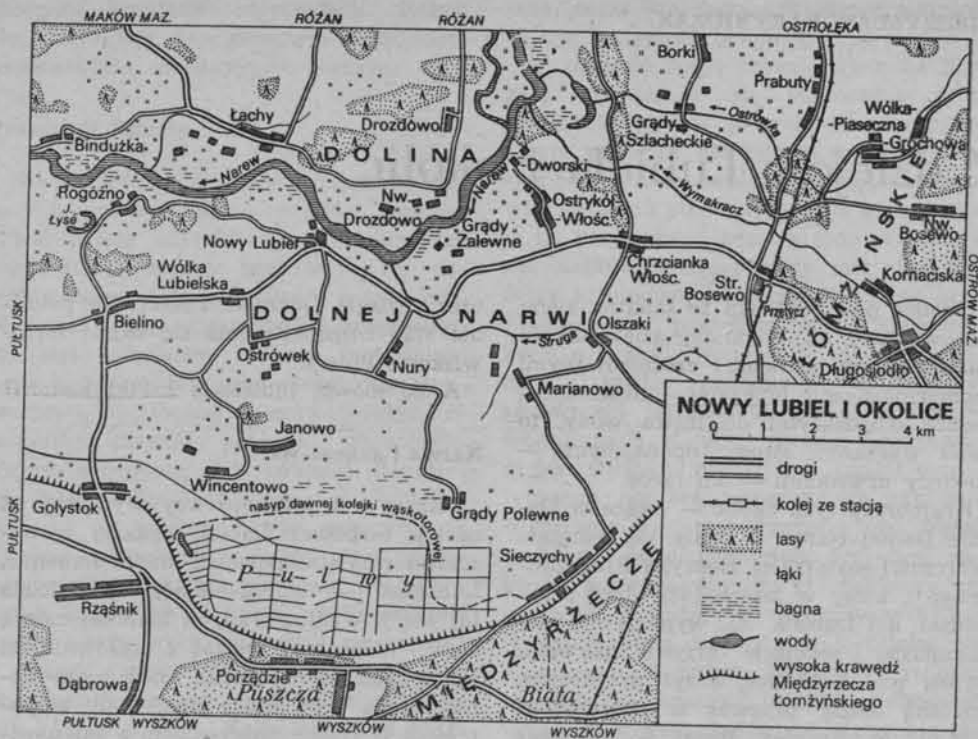 MAKÓW MAZ.
RÓŻAN
RÓŻAN
OSTROŁĘKA
Borki
Prabuty
Łachy
Drozdowo
Grądy
Szlacheckie
Ostrówka
Wólka-
Piaseczna
-Grochowa
Bindużka
DOLINA
Narew
Dworski
Rogóźno
Nw.
Drozdowo
Narew
Ostrykół
Włośc.
Wymakracz
J. Łyse
Grądy
Zalewne
Nw.
Bosewo
Nowy Lubiel
Chrzcianka
Włośc.
Kornaciska
Str.
Bosewo
Wólka
Lubielska
PUŁTUSK
Bielino
DOLNEJ NARWI
Olszaki
Przetycz
OSTRÓW MAZ.
Struga
ŁOMŻYŃSKIE
Ostrówek
Nury
Marianowo
Długosiodło
Janowo
Wincentowo
nasyp dawnej kolejki wąskotorowej
Grądy Polewne
Gołystok
PUŁTUSK
Sieczychy
Pulwy
Rząśnik
MIĘDZYRZECZE
Porządzie
Puszcza
Biała
Dąbrowa
PUŁTUSK
WYSZKÓW
WYSZKÓW
WYSZKÓW
NOWY LUBIEL I OKOLICE
0 1 2 3 4 km
drogi
kolej ze stacją
lasy
łąki
bagna
wody
wysoka krawędź
Międzyrzecza
Łomżyńskiego